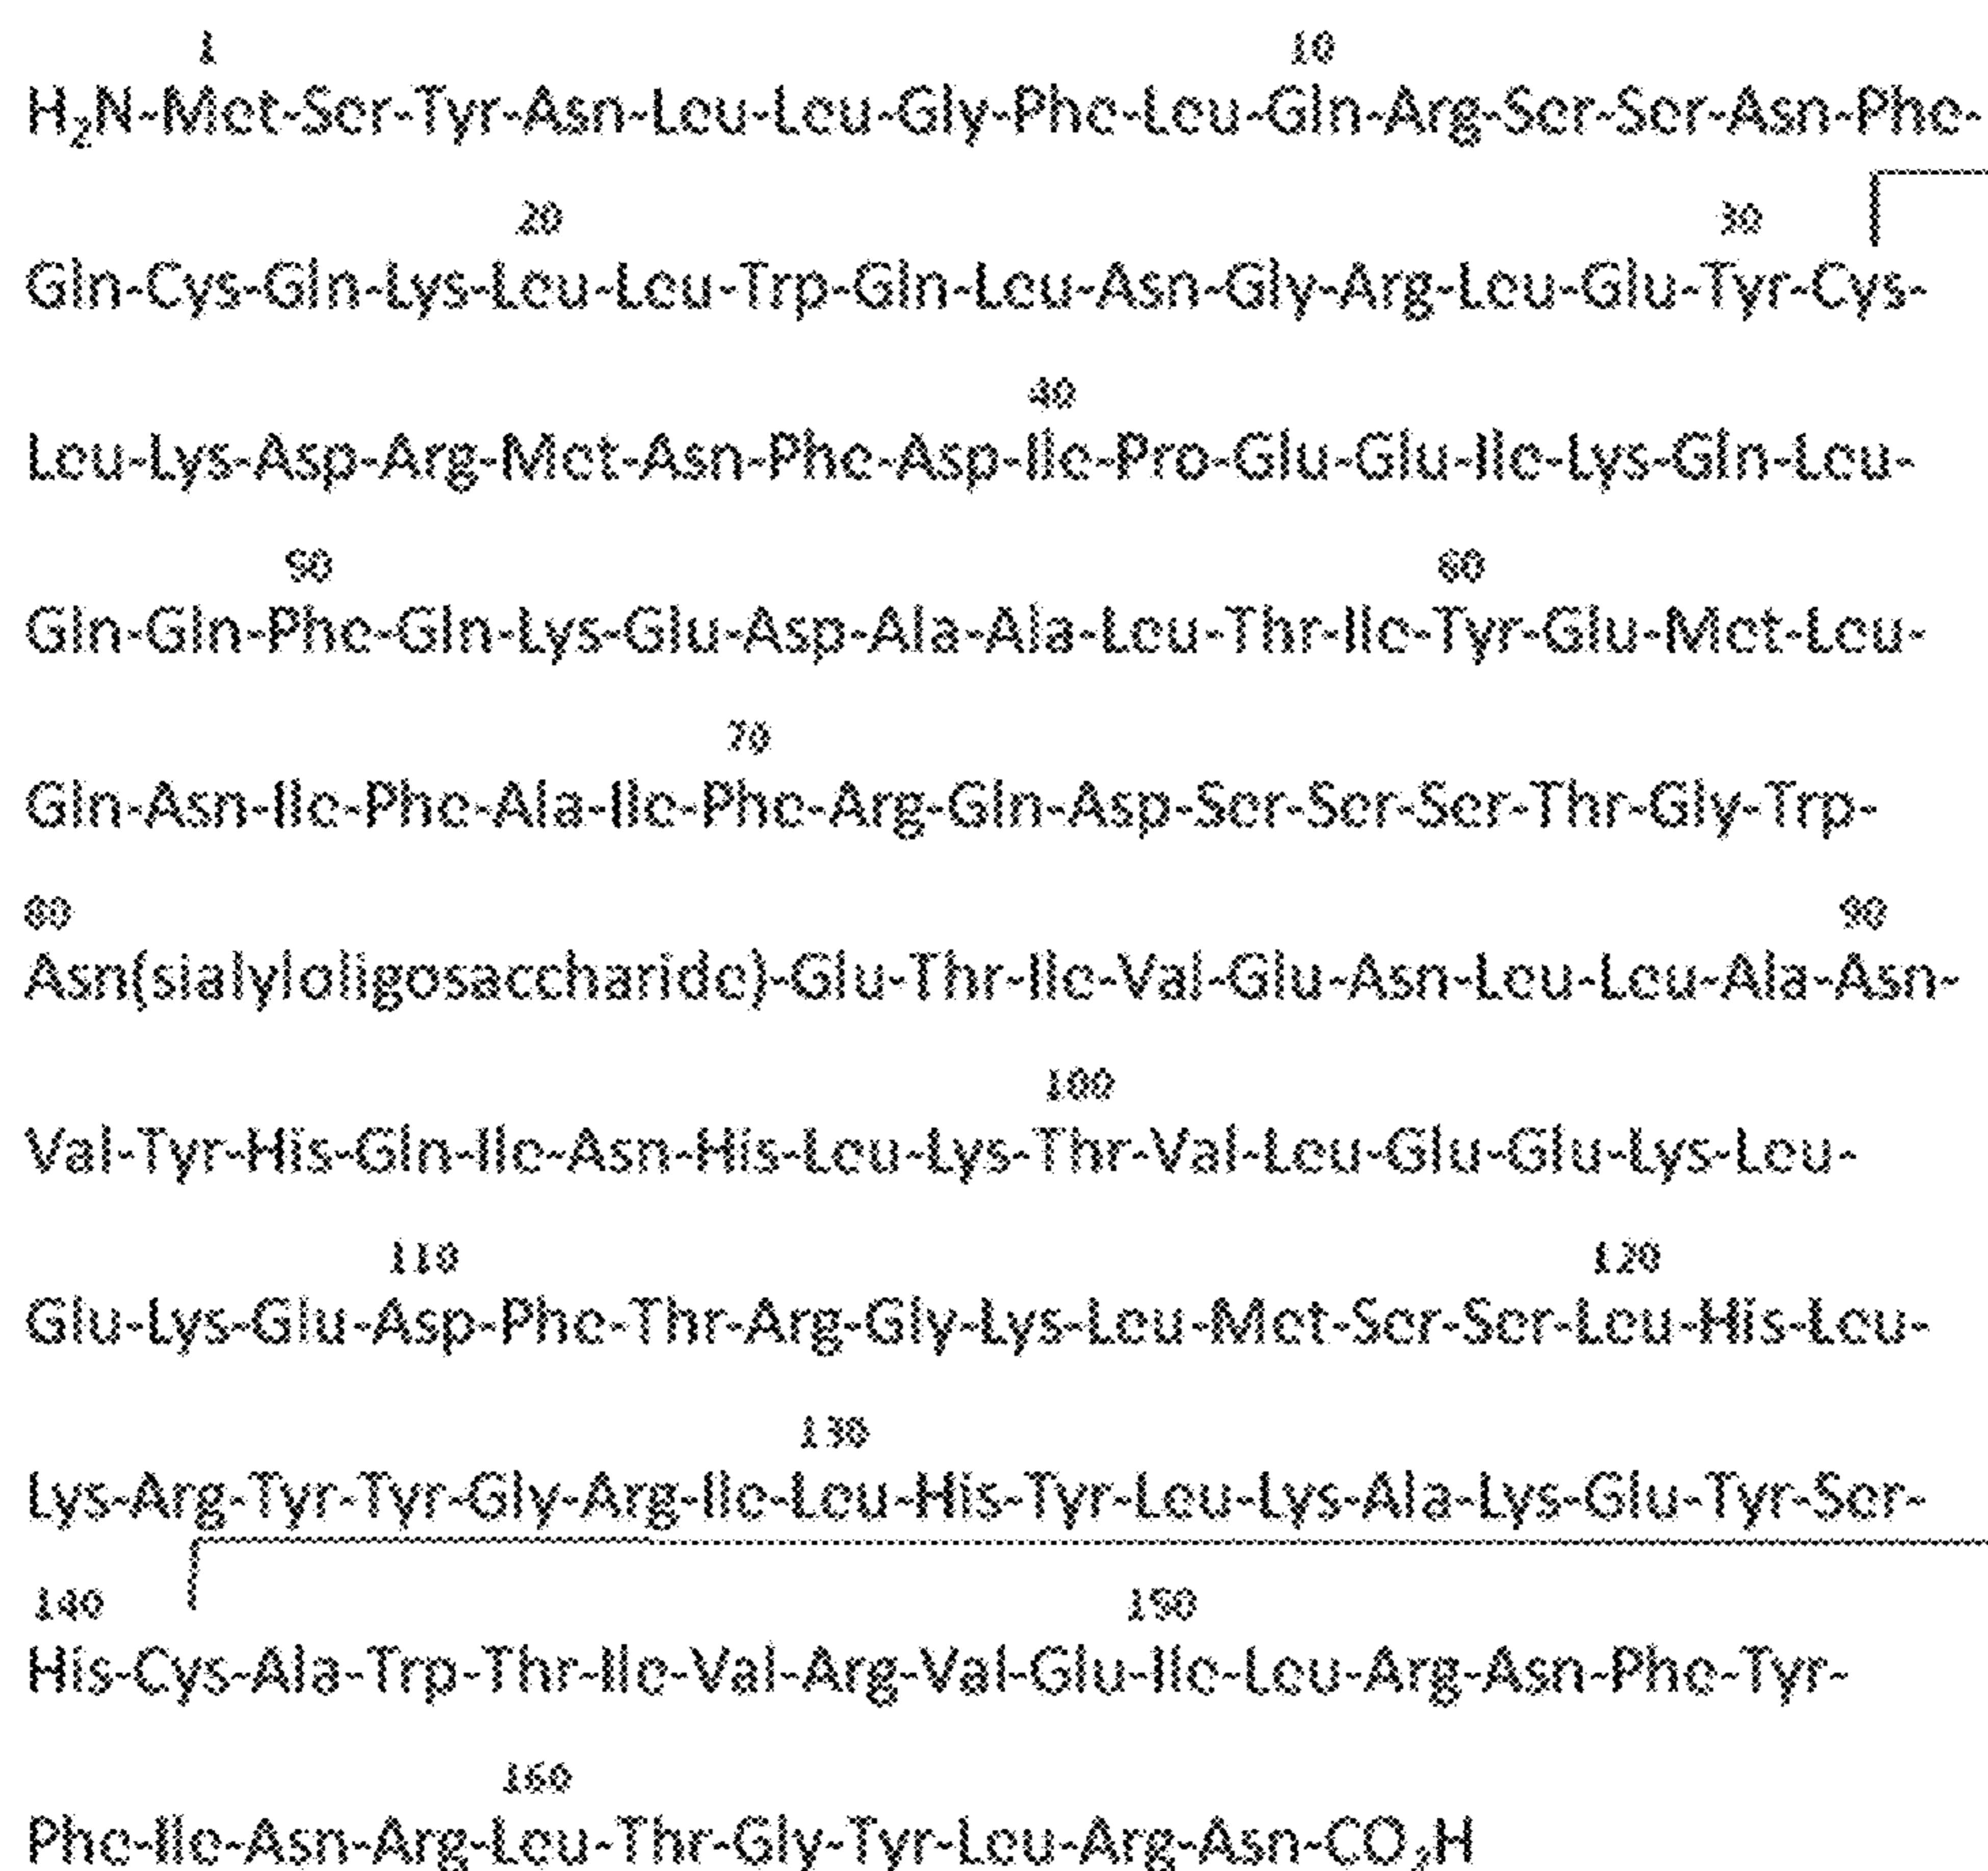 1 10
H₂N-Met-Ser-Tyr-Asn-Leu-Leu-Gly-Phe-Leu-Gln-Arg-Ser-Ser-Asn-Phe-
20 30
Gln-Cys-Gln-Lys-Leu-Leu-Trp-Gln-Leu-Asn-Gly-Arg-Leu-Glu-Tyr-Cys-
40
Leu-Lys-Asp-Arg-Met-Asn-Phe-Asp-Ile-Pro-Glu-Glu-Ile-Lys-Gln-Leu-
50 60
Gln-Gln-Phe-Gln-Lys-Glu-Asp-Ala-Ala-Leu-Thr-Ile-Tyr-Glu-Met-Leu-
70
Gln-Asn-Ile-Phe-Ala-Ile-Phe-Arg-Gln-Asp-Ser-Ser-Ser-Thr-Gly-Trp-
80 90
Asn(sialyloligosaccharide)-Glu-Thr-Ile-Val-Glu-Asn-Leu-Leu-Ala-Asn-
100
Val-Tyr-His-Gln-Ile-Asn-His-Leu-Lys-Thr-Val-Leu-Glu-Glu-Lys-Leu-
110 120
Glu-Lys-Glu-Asp-Phe-Thr-Arg-Gly-Lys-Leu-Met-Ser-Ser-Leu-His-Leu-
130
Lys-Arg-Tyr-Tyr-Gly-Arg-Ile-Leu-His-Tyr-Leu-Lys-Ala-Lys-Glu-Tyr-Ser-
140 150
His-Cys-Ala-Trp-Thr-Ile-Val-Arg-Val-Glu-Ile-Leu-Arg-Asn-Phe-Tyr-
160
Phe-Ile-Asn-Arg-Leu-Thr-Gly-Tyr-Leu-Arg-Asn-CO₂H